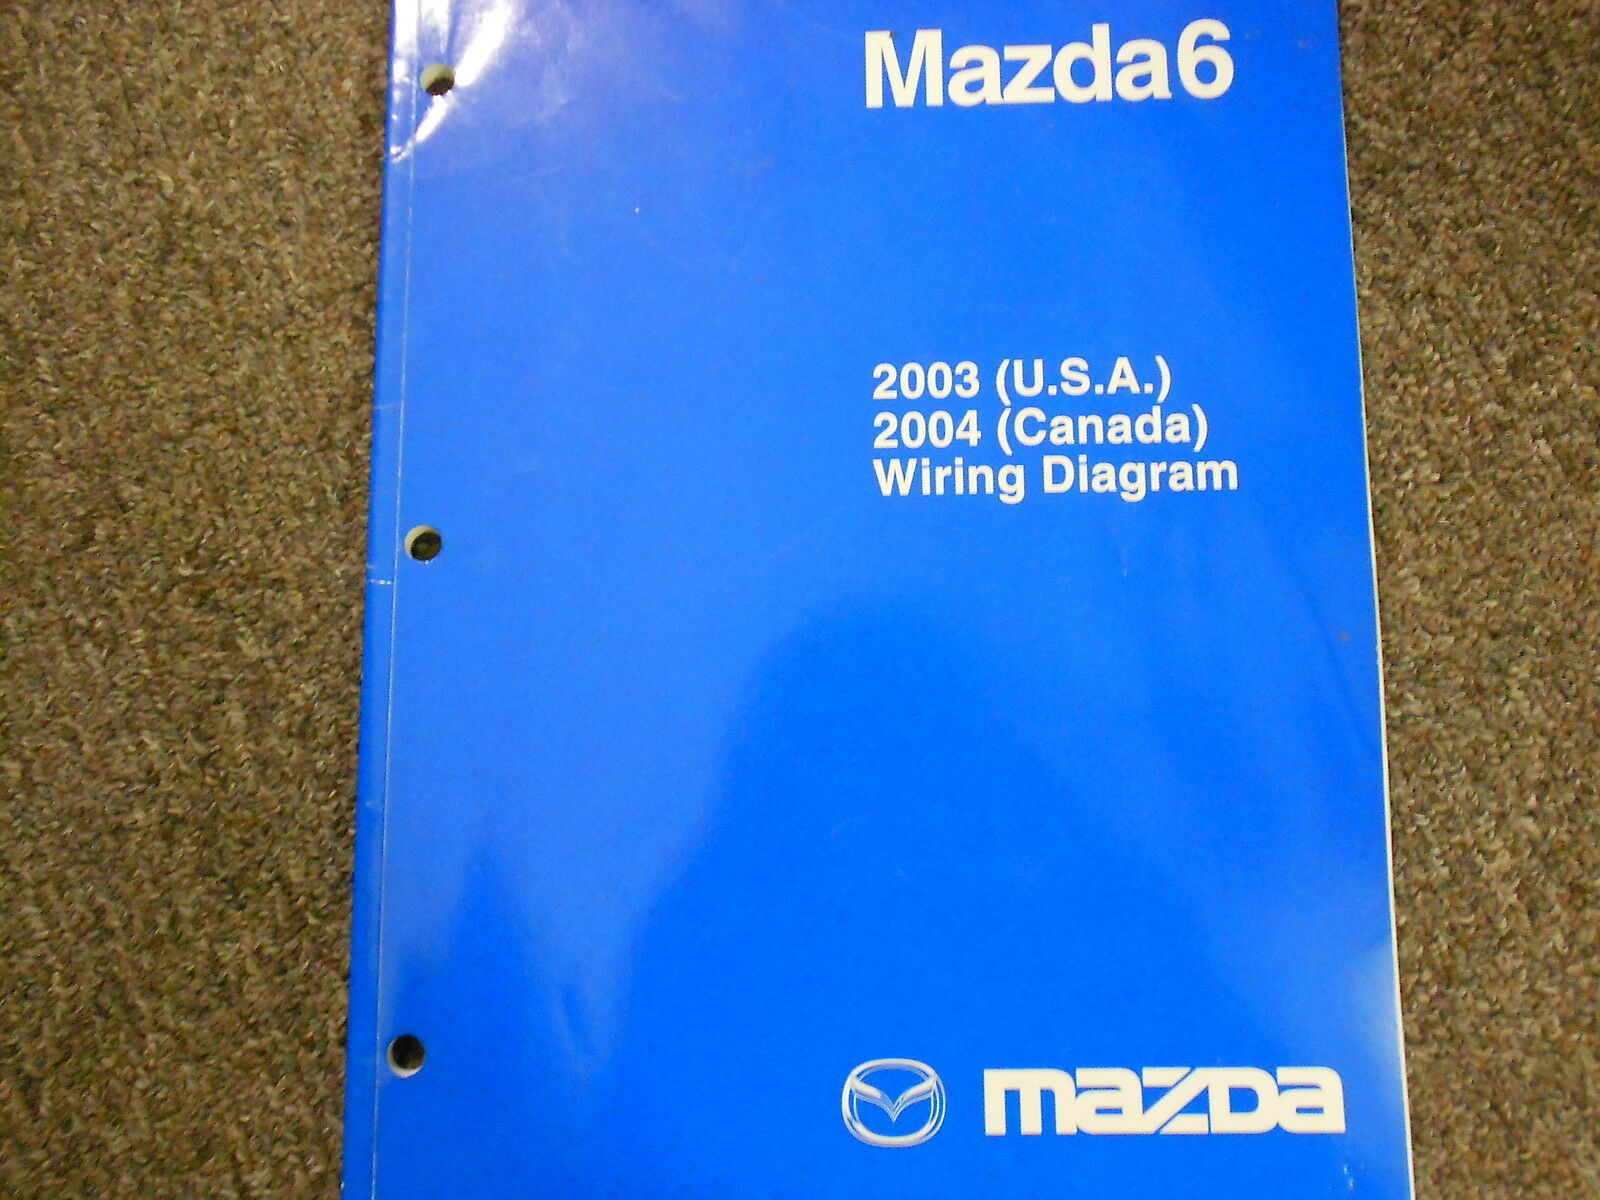 Mazda6
2003 (U.S.A.)
2004 (Canada)
Wiring Diagram
mazda